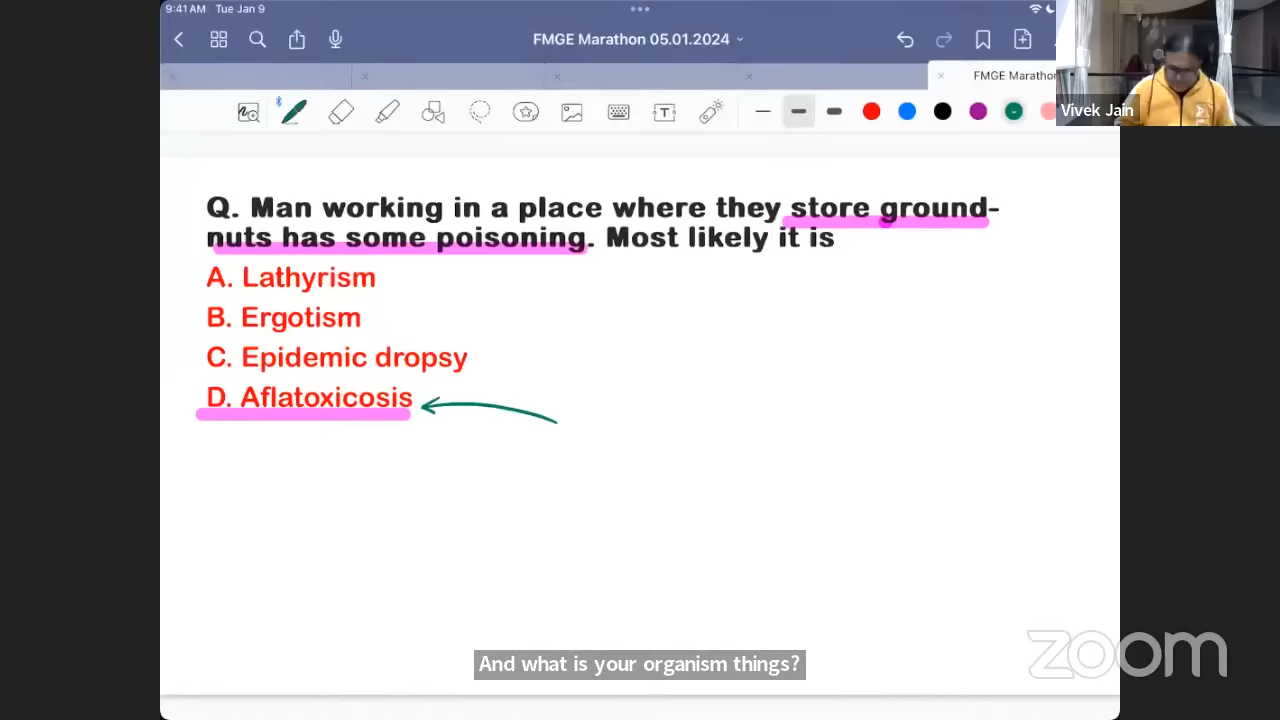 9:41 AM Tue Jan 9
FMGE Marathon 05.01.2024
FMGE Marathon
Vivek Jain
T
Q. Man working in a place where they store ground-
nuts has some poisoning. Most likely it is
A. Lathyrism
B. Ergotism
C. Epidemic dropsy
D. Aflatoxicosis
And what is your organism things?
zoom